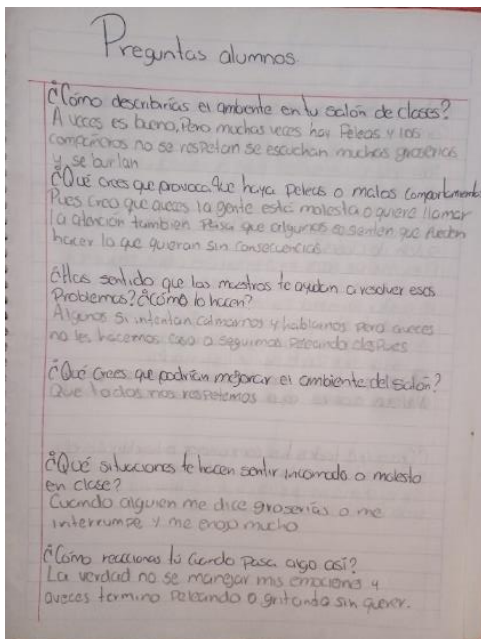 Preguntas alumnos
¿Cómo describirías el ambiente en tu salón de clases?
A veces es bueno, Pero muchas veces hay Peleas y los
compañeros no se respetan se escuchan muchas groserias
y se burlan
¿Qué crees que provoca que haya peleas o malos comportamientos
Pues creo que aveces la gente está molesta o quiere llamar
la atención tambien Pasa que algunos sienten que Pueden
hacer lo que quieran sin consecuencias
¿Has sentido que los maestros te ayudan a resolver esos
Problemas? ¿Cómo lo hacen?
Algunos si intentan calmarnos y hablarnos pero aveces
no les hacemos caso o seguimos peleando despues
¿Qué crees que podrían mejorar el ambiente del salón?
Que todos nos respetemos
¿Qué situaciones te hacen sentir incomodo o molesto
en clase?
Cuando alguien me dice groserias o me
interrumpe y me enojo mucho
¿Cómo reaccionas tú Cuando Pasa algo así?
La verdad no se manejar mis emociones y
aveces termino peleando o gritando sin querer.